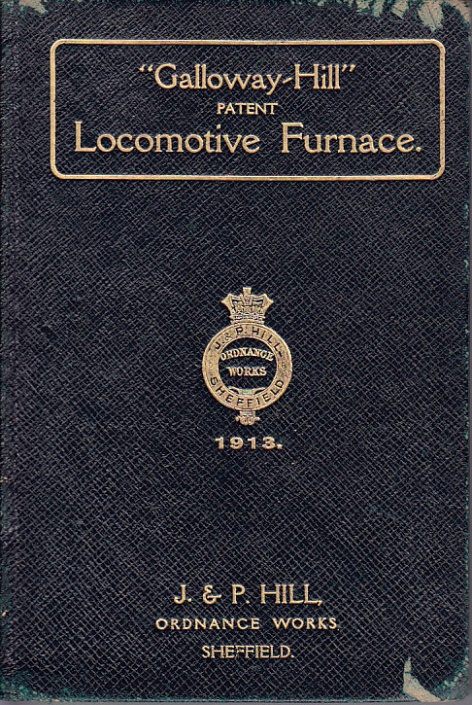 “Galloway-Hill”
PATENT
Locomotive Furnace.
J. & P. HILL
ORDNANCE
WORKS
SHEFFIELD
1913.
J. & P. HILL,
ORDNANCE WORKS,
SHEFFIELD.